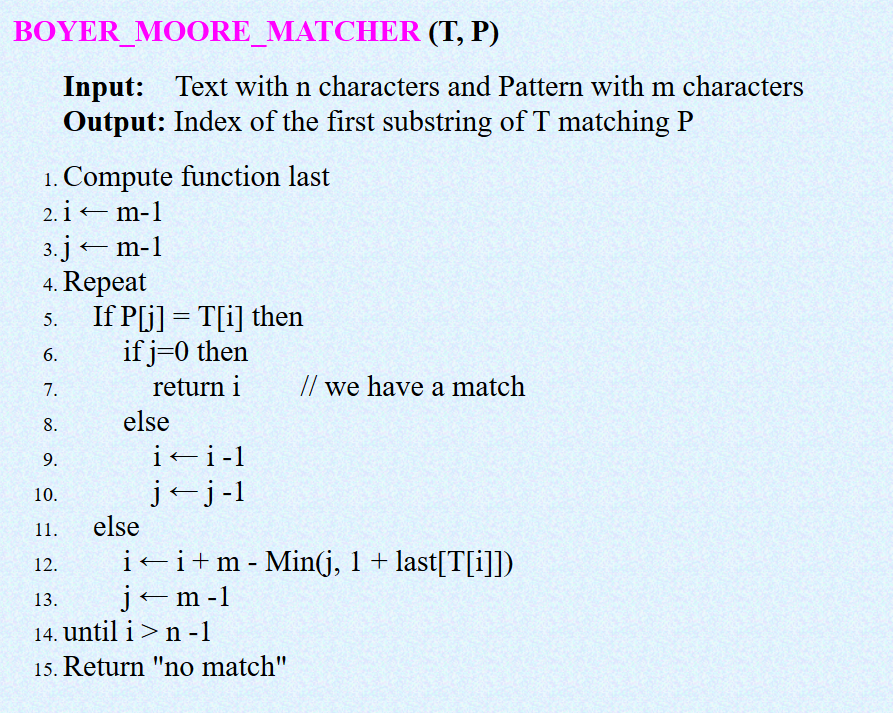 BOYER_MOORE_MATCHER (T, P)
Input: Text with n characters and Pattern with m characters
Output: Index of the first substring of T matching P
1. Compute function last
2. i ← m-1
3. j ← m-1
4. Repeat
5. If P[j] = T[i] then
6. if j=0 then
7. return i // we have a match
8. else
9. i ← i -1
10. j ← j -1
11. else
12. i ← i + m - Min(j, 1 + last[T[i]])
13. j ← m -1
14. until i > n -1
15. Return "no match"